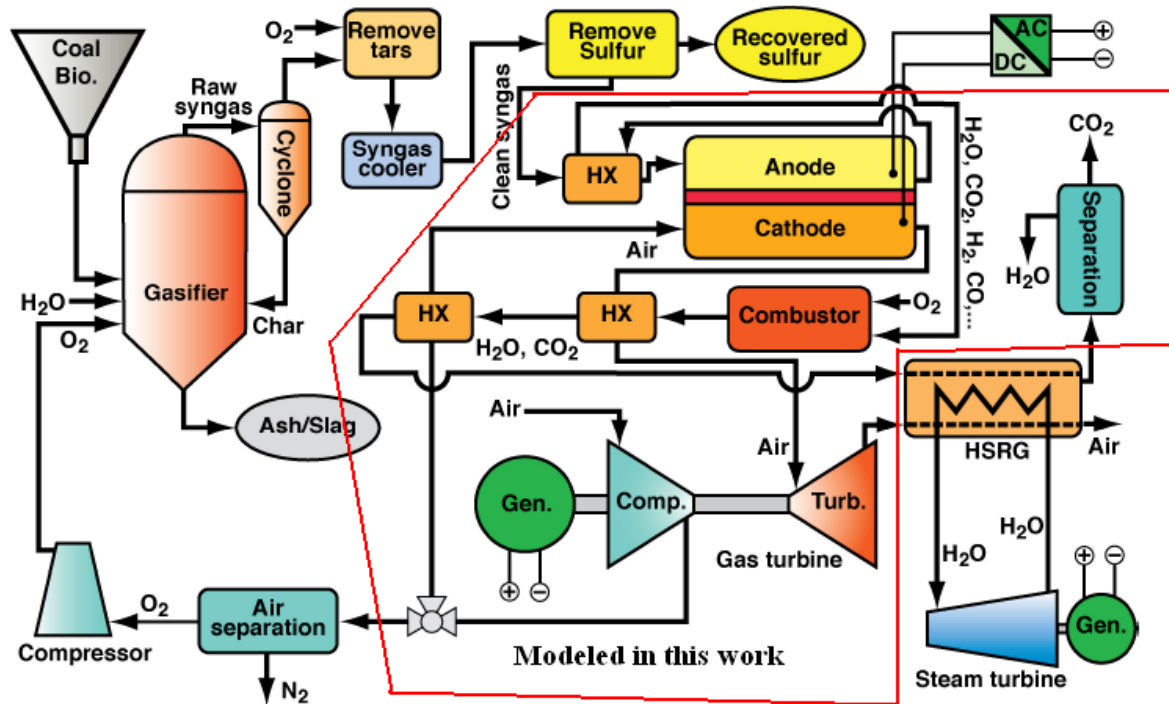 Coal
Bio.
O₂
Remove
tars
Remove
Sulfur
Recovered
sulfur
AC
DC
+
−
Raw
syngas
Cyclone
Syngas
cooler
Clean syngas
HX
Anode
Cathode
Air
H₂O, CO₂, H₂, CO,...
CO₂
Separation
H₂O
Gasifier
H₂O
O₂
Char
HX
HX
Combustor
O₂
H₂O, CO₂
Ash/Slag
Air
Air
HSRG
Air
Gen.
Comp.
Turb.
Gas turbine
+
−
H₂O
H₂O
+
−
Gen.
Steam turbine
Compressor
O₂
Air
separation
N₂
Modeled in this work